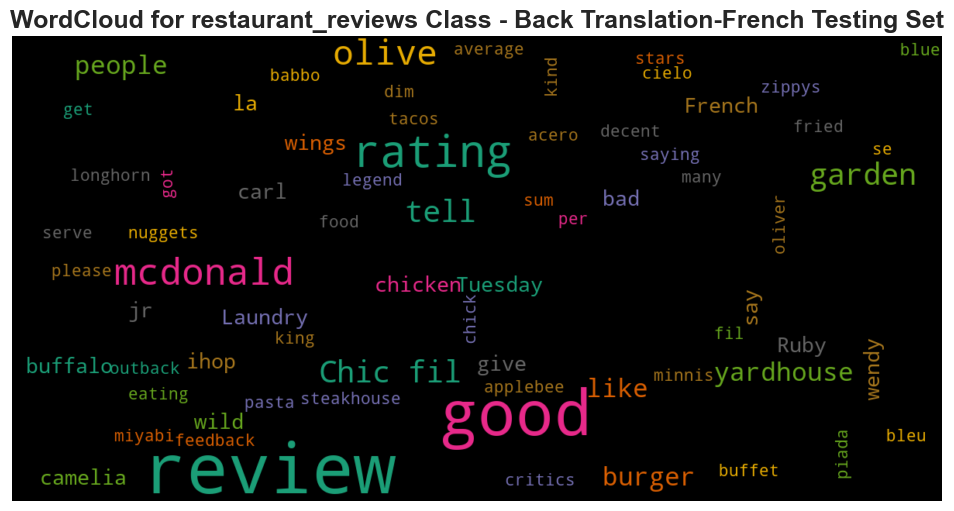 WordCloud for restaurant_reviews Class - Back Translation-French Testing Set
olive average blue
people stars
babbo kind cielo
get la dim zippys
tacos French
wings acero decent fried
rating saying se
longhorn got legend many garden
carl sum bad
food tell per oliver
serve nuggets
please mcdonald
chicken Tuesday
jr Laundry chick say
king fil Ruby
buffalo outback ihop Chic fil give yardhouse wendy
eating pasta steakhouse applebee like minnis
wild good
miyabi feedback piada bleu
camelia review critics burger buffet